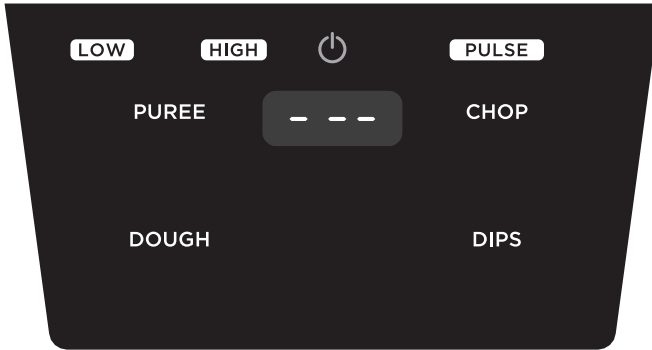 LOW HIGH PULSE
PUREE - -- CHOP
DOUGH DIPS